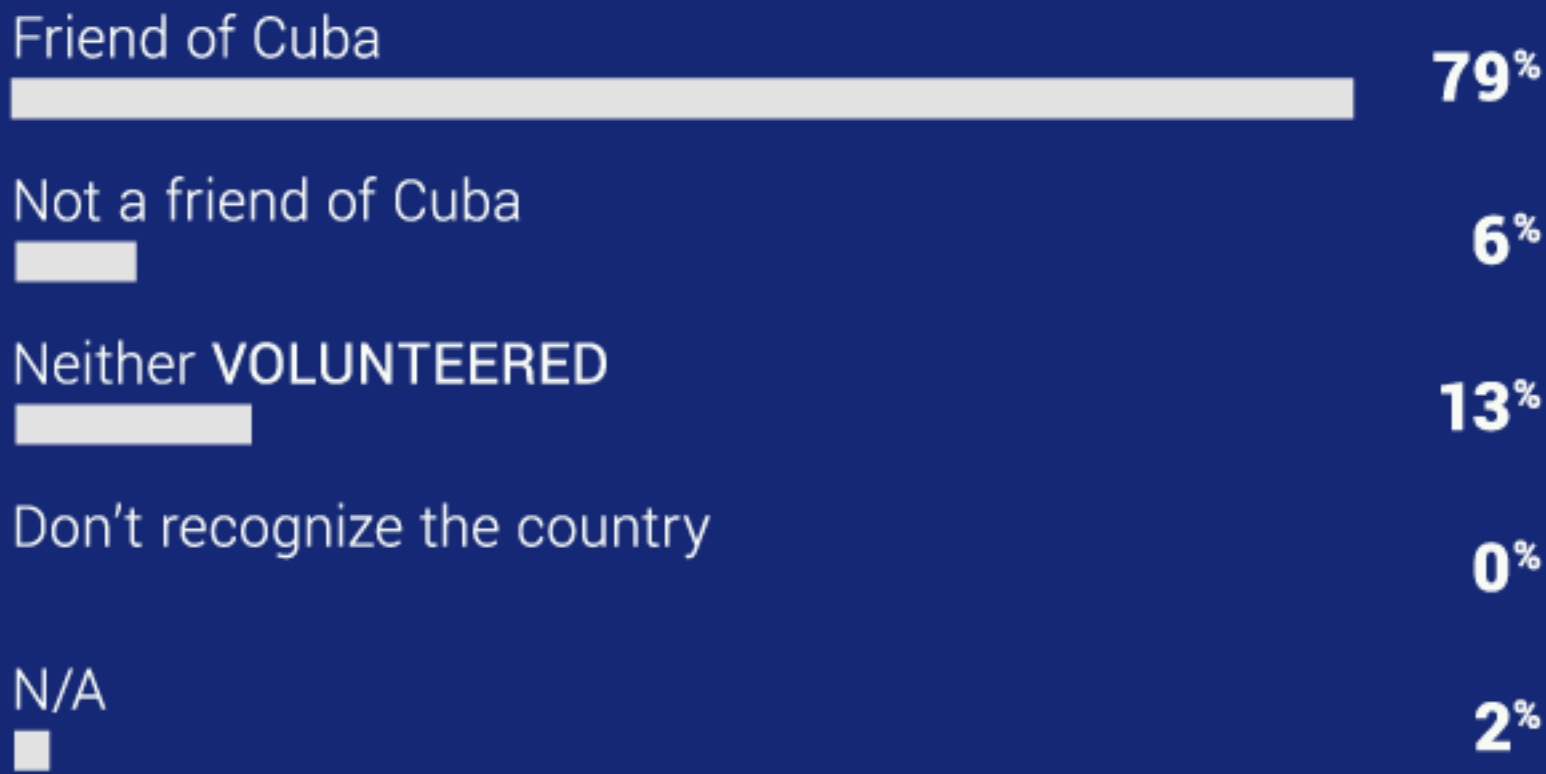 Friend of Cuba
79%
Not a friend of Cuba
6%
Neither VOLUNTEERED
13%
Don't recognize the country
0%
N/A
2%